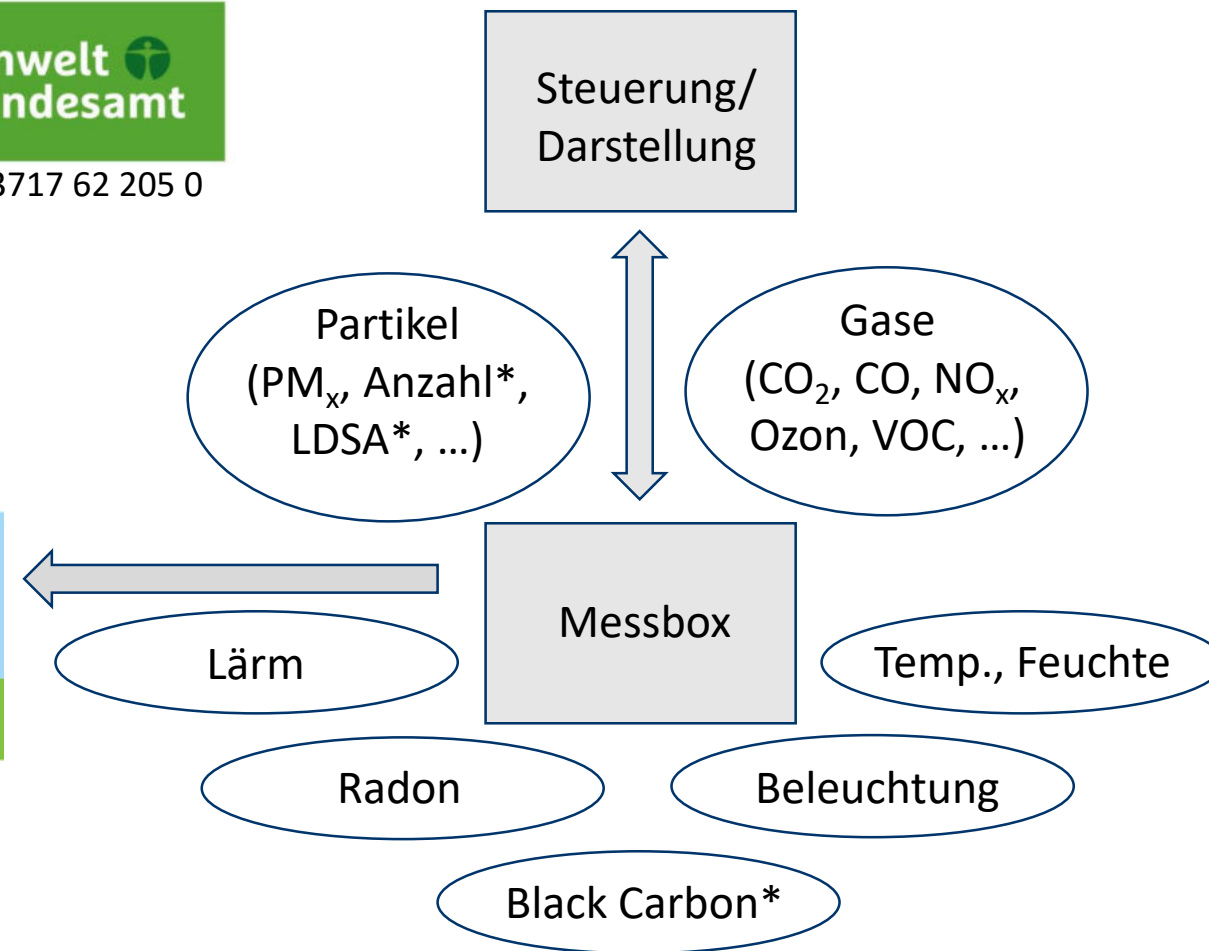 nwelt
ndesamt
3717 62 205 0
Steuerung/
Darstellung
Partikel
(PMₓ, Anzahl*,
LDSA*, …)
Gase
(CO₂, CO, NOₓ,
Ozon, VOC, …)
Messbox
Lärm
Temp., Feuchte
Radon
Beleuchtung
Black Carbon*